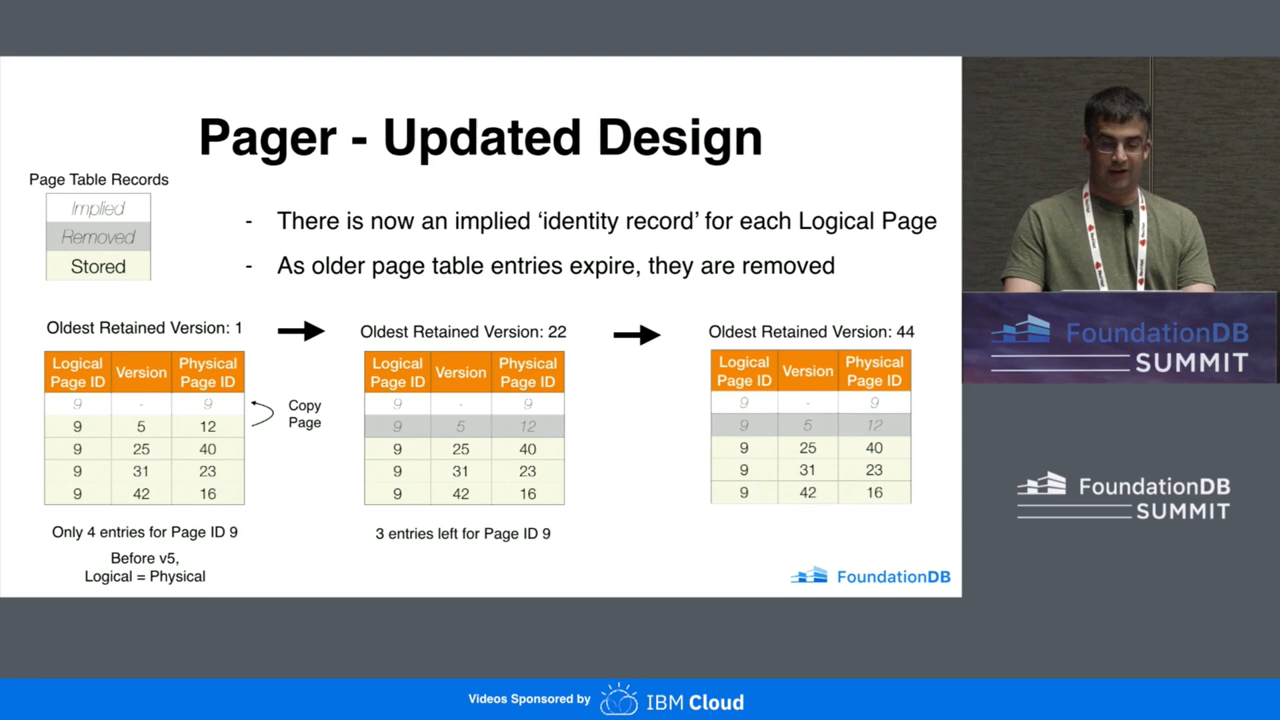 Pager - Updated Design
Page Table Records
Implied
Removed
Stored
- There is now an implied ‘identity record’ for each Logical Page
- As older page table entries expire, they are removed
Oldest Retained Version: 1
Logical Page ID Version Physical Page ID
9 - 9
9 5 12
9 25 40
9 31 23
9 42 16
Copy
Page
Only 4 entries for Page ID 9
Before v5,
Logical = Physical
Oldest Retained Version: 22
Logical Page ID Version Physical Page ID
9 - 9
9 5 12
9 25 40
9 31 23
9 42 16
3 entries left for Page ID 9
Oldest Retained Version: 44
Logical Page ID Version Physical Page ID
9 - 9
9 5 12
9 25 40
9 31 23
9 42 16
FoundationDB
FoundationDB
SUMMIT
FoundationDB
SUMMIT
Videos Sponsored by IBM Cloud